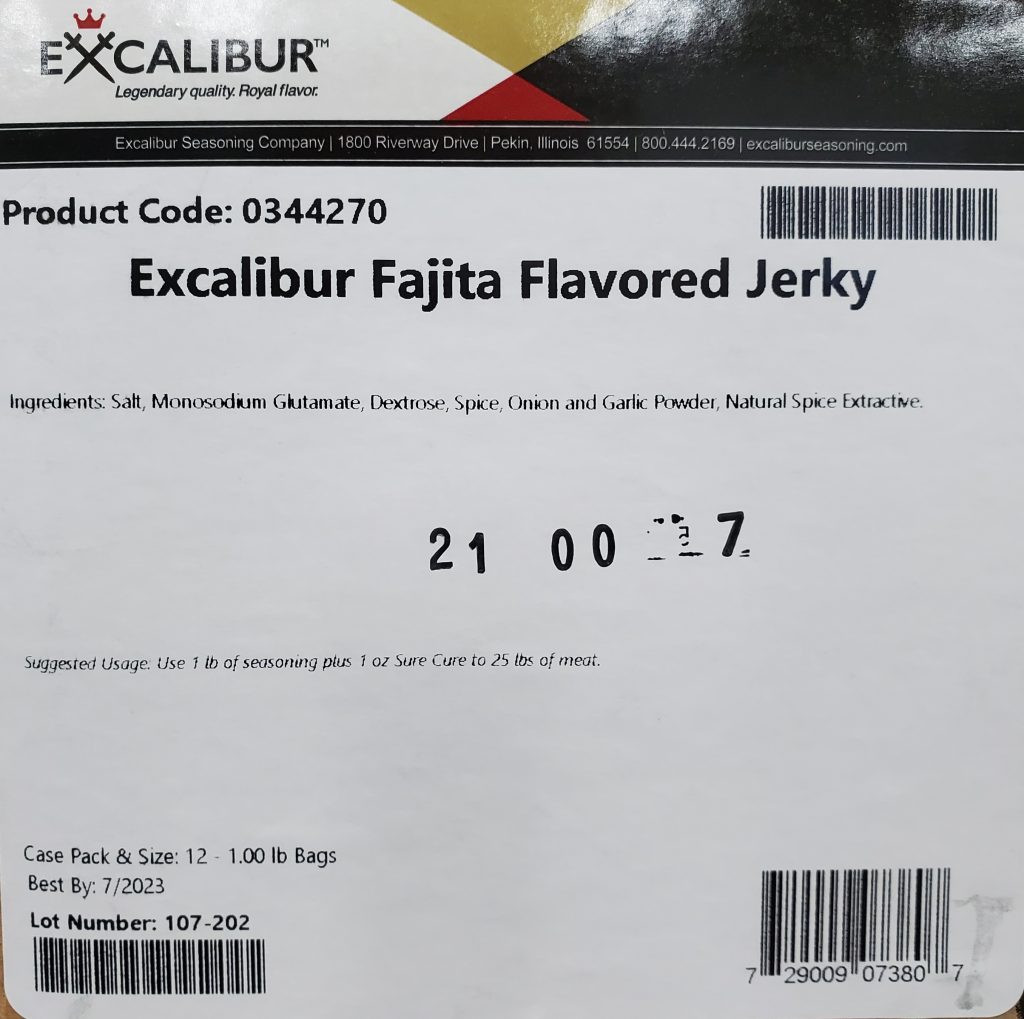 EXCALIBUR™
Legendary quality. Royal flavor.
Excalibur Seasoning Company | 1800 Riverway Drive | Pekin, Illinois 61554 | 800.444.2169 | excaliburseasoning.com
Product Code: 0344270
Excalibur Fajita Flavored Jerky
Ingredients: Salt, Monosodium Glutamate, Dextrose, Spice, Onion and Garlic Powder, Natural Spice Extractive.
21 00 7
Suggested Usage: Use 1 lb of seasoning plus 1 oz Sure Cure to 25 lbs of meat.
Case Pack & Size: 12 - 1.00 lb Bags
Best By: 7/2023
Lot Number: 107-202
7 29009 07380 7